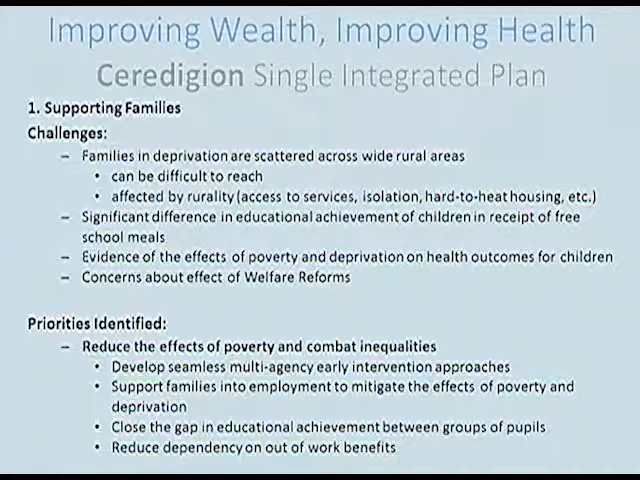 Improving Wealth, Improving Health
Ceredigion Single Integrated Plan
1. Supporting Families
Challenges:
– Families in deprivation are scattered across wide rural areas
• can be difficult to reach
• affected by rurality (access to services, isolation, hard-to-heat housing, etc.)
– Significant difference in educational achievement of children in receipt of free
school meals
– Evidence of the effects of poverty and deprivation on health outcomes for children
– Concerns about effect of Welfare Reforms
Priorities Identified:
– Reduce the effects of poverty and combat inequalities
• Develop seamless multi-agency early intervention approaches
• Support families into employment to mitigate the effects of poverty and
deprivation
• Close the gap in educational achievement between groups of pupils
• Reduce dependency on out of work benefits